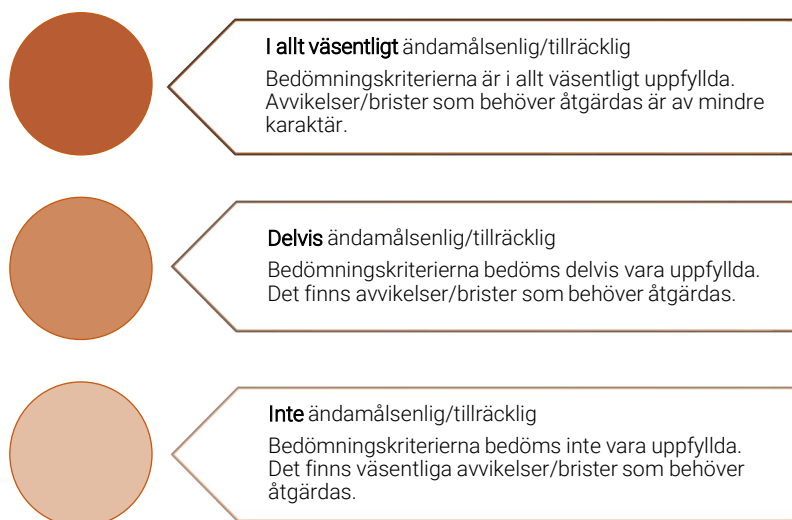 I allt väsentligt ändamålsenlig/tillräcklig
Bedömningskriterierna är i allt väsentligt uppfyllda.
Avvikelser/brister som behöver åtgärdas är av mindre
karaktär.
Delvis ändamålsenlig/tillräcklig
Bedömningskriterierna bedöms delvis vara uppfyllda.
Det finns avvikelser/brister som behöver åtgärdas.
Inte ändamålsenlig/tillräcklig
Bedömningskriterierna bedöms inte vara uppfyllda.
Det finns väsentliga avvikelser/brister som behöver
åtgärdas.